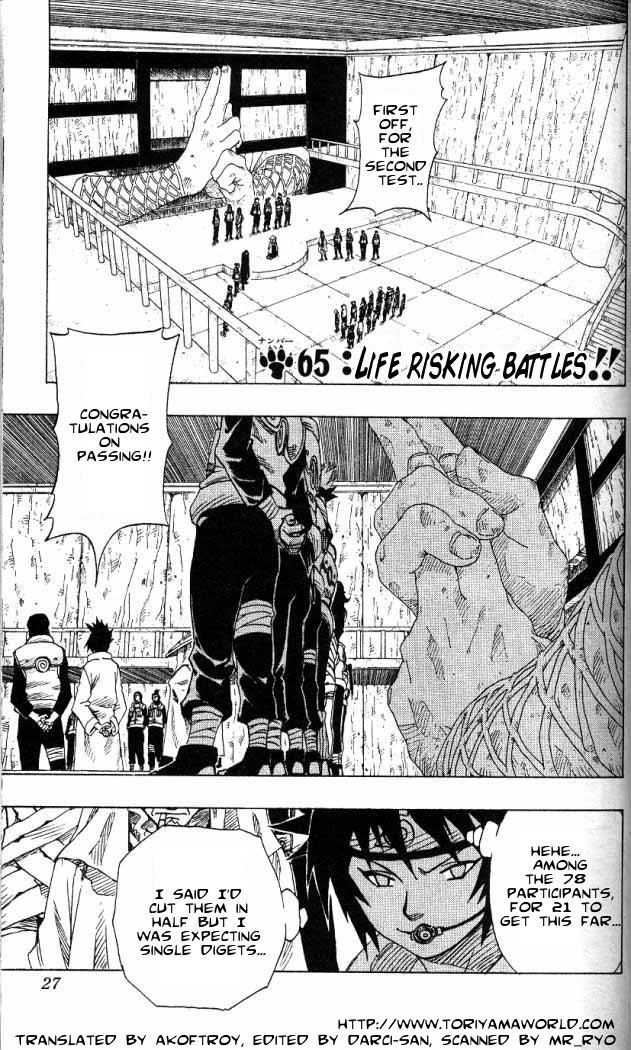 FIRST
OFF,
FOR
THE
SECOND
TEST..
ナンバー
65 : LIFE RISKING BATTLES!!
CONGRA-
TULATIONS
ON
PASSING!!
HEHE...
AMONG
THE 78
PARTICIPANTS,
FOR 21 TO
GET THIS FAR...
I SAID I'D
CUT THEM IN
HALF BUT I
WAS EXPECTING
SINGLE DIGETS...
27
HTTP://WWW.TORIYAMAWORLD.COM
TRANSLATED BY AKOFTROY, EDITED BY DARCI-SAN, SCANNED BY MR_RYO